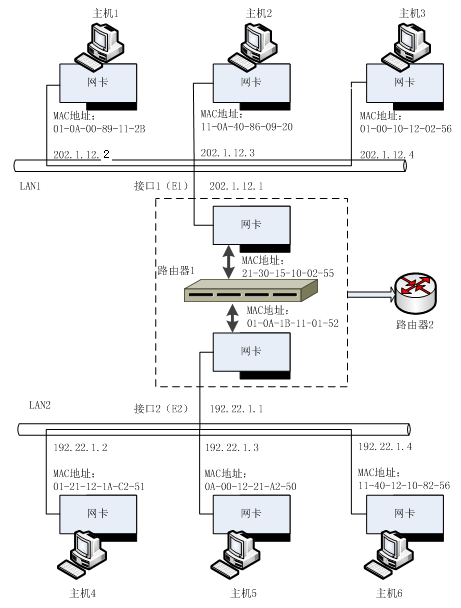 主机1 主机2 主机3
网卡 网卡 网卡
MAC地址: MAC地址: MAC地址:
01-0A-00-89-11-2B 11-0A-40-86-09-20 01-00-10-12-02-56
202.1.12.2 202.1.12.3 202.1.12.4
LAN1 接口1（E1） 202.1.12.1
网卡
MAC地址:
路由器1 21-30-15-10-02-55
MAC地址:
01-0A-1B-11-01-52
路由器2
网卡
LAN2 接口2（E2） 192.22.1.1
192.22.1.2 192.22.1.3 192.22.1.4
MAC地址: MAC地址: MAC地址:
01-21-12-1A-C2-51 0A-00-12-21-A2-50 11-40-12-10-82-56
网卡 网卡 网卡
主机4 主机5 主机6